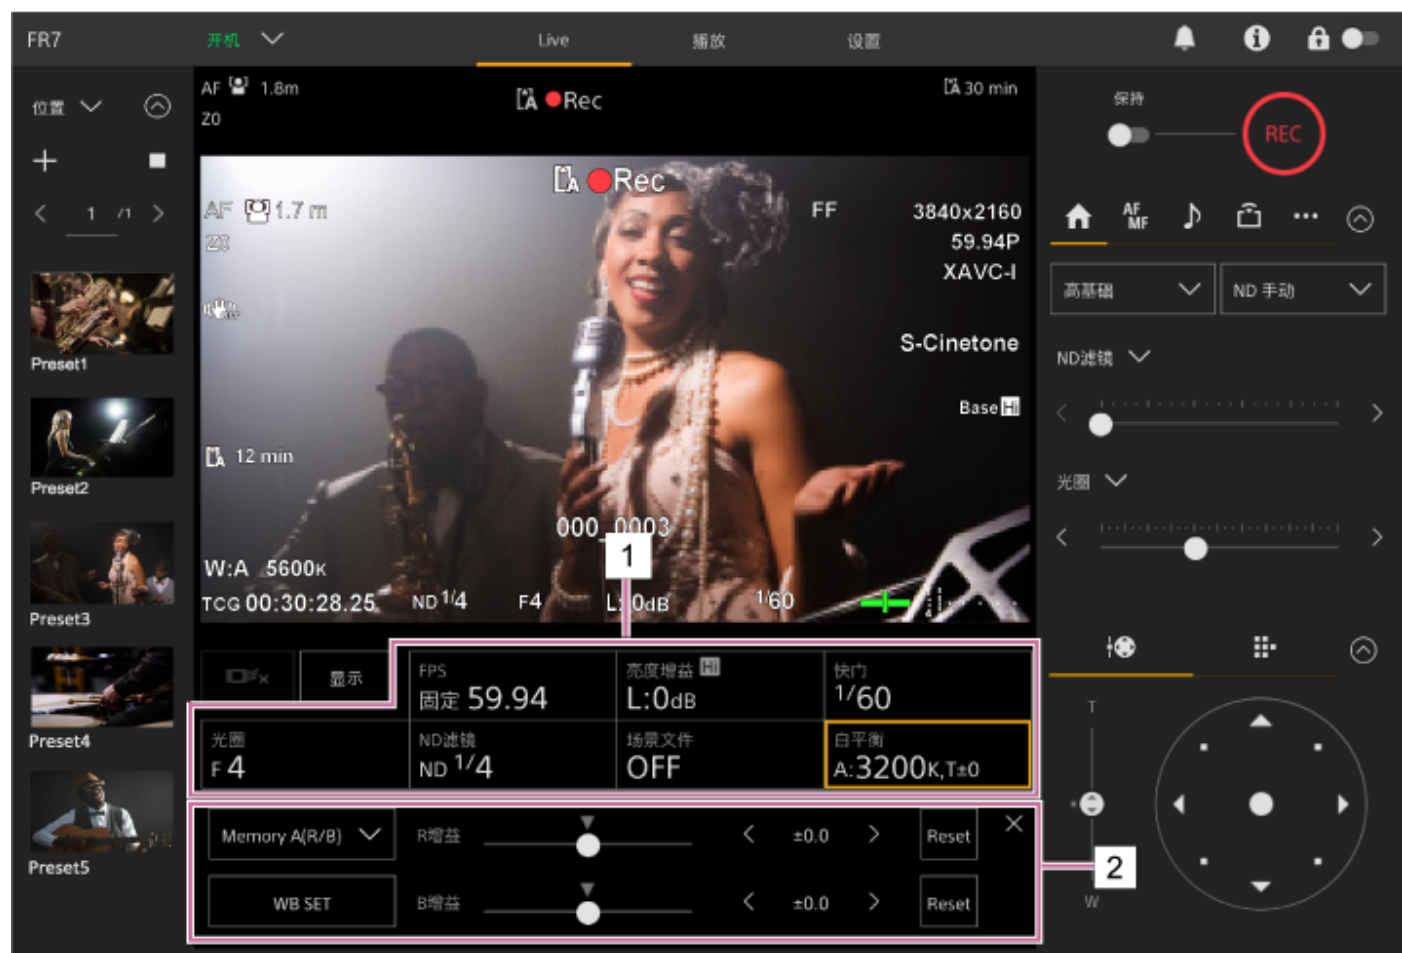 FR7
开机
Live
播放
设置
位置
1 /1
Preset1
Preset2
Preset3
Preset4
Preset5
AF 1.8m
Z0
A Rec
A 30 min
A Rec
AF 1.7 m
Z0
FF
3840x2160
59.94P
XAVC-I
S-Cinetone
Base Hi
A 12 min
000_0003
W:A 5600K
TCG 00:30:28.25
ND 1/4
F4
L: 0dB
1/60
1
显示
FPS
固定 59.94
亮度增益 Hi
L:0dB
快门
1/60
光圈
F 4
ND滤镜
ND 1/4
场景文件
OFF
白平衡
A:3200K,T±0
Memory A(R/B)
R增益
±0.0
Reset
WB SET
B增益
±0.0
Reset
2
保持
REC
AF
MF
高基础
ND 手动
ND滤镜
光圈
T
W